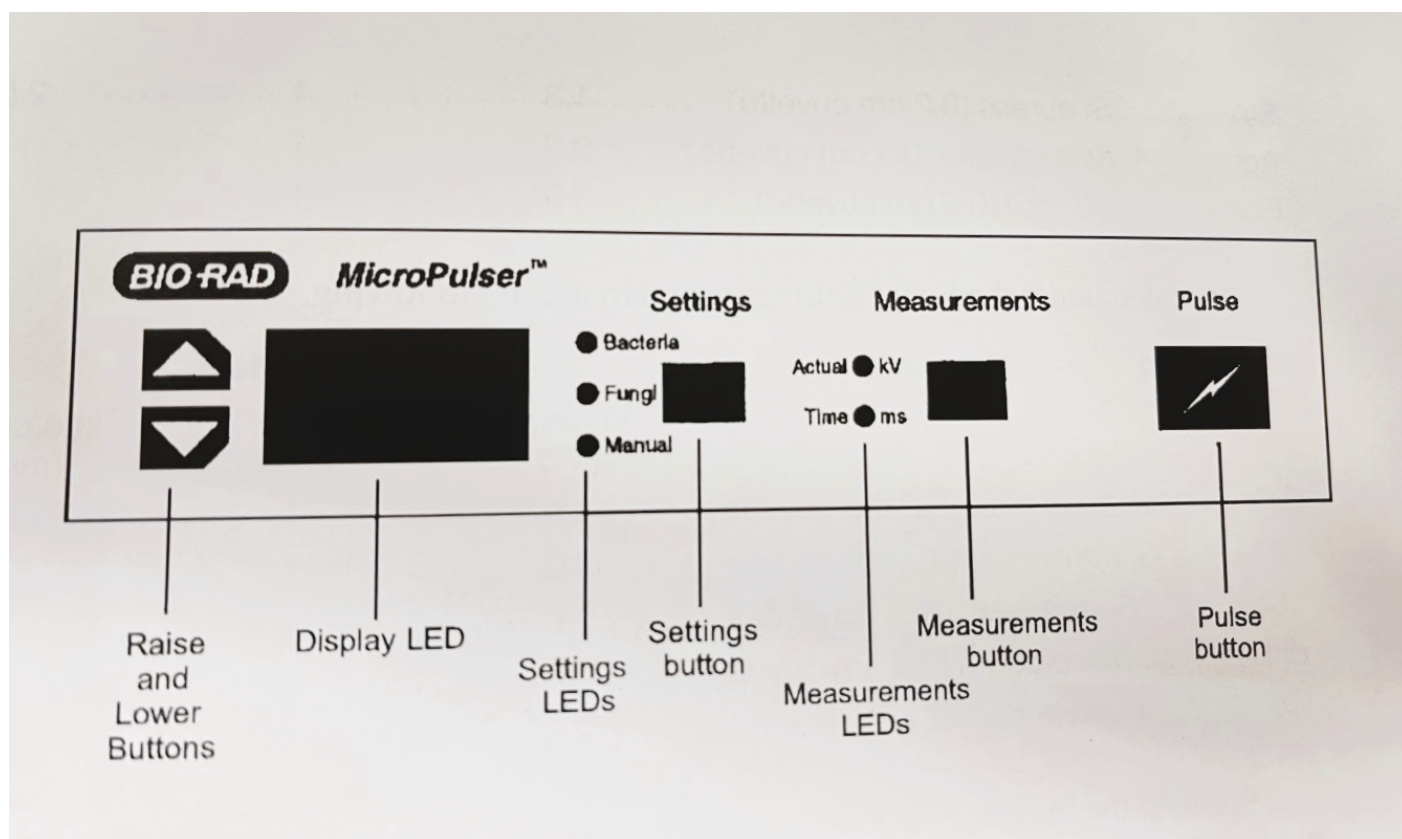 BIO-RAD MicroPulser™
Settings Measurements Pulse
Bacteria
Fungi
Manual
Actual kV
Time ms
Raise
and
Lower
Buttons
Display LED
Settings
LEDs
Settings
button
Measurements
LEDs
Measurements
button
Pulse
button